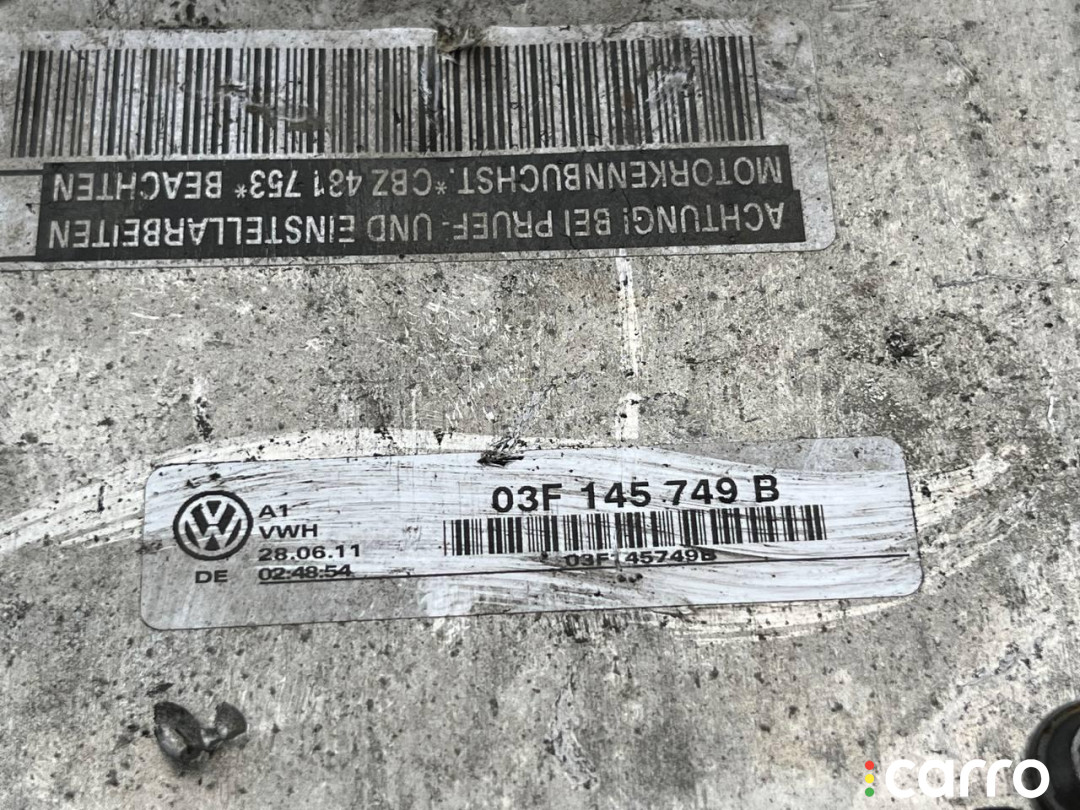 ACHTUNG! BEI PRUEF- UND EINSTELLARBEITEN
MOTORKENNBUCHST.*CBZ 431 753* BEACHTEN
03F 145 749 B
A1
VWH
28.06.11
02:48:54
DE
03F145749B
carro